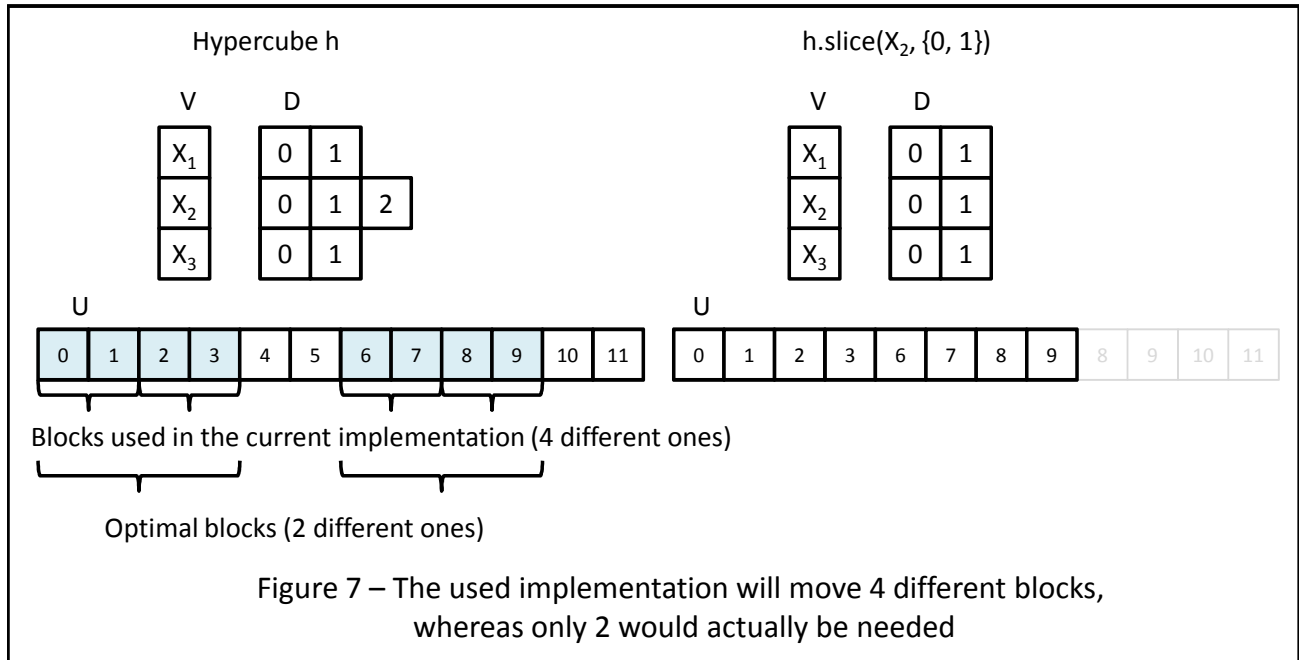 Hypercube h
h.slice(X₂, {0, 1})
V D
X₁ 0 1
X₂ 0 1 2
X₃ 0 1
V D
X₁ 0 1
X₂ 0 1
X₃ 0 1
U
0 1 2 3 4 5 6 7 8 9 10 11
U
0 1 2 3 6 7 8 9 8 9 10 11
Blocks used in the current implementation (4 different ones)
Optimal blocks (2 different ones)
Figure 7 – The used implementation will move 4 different blocks,
whereas only 2 would actually be needed